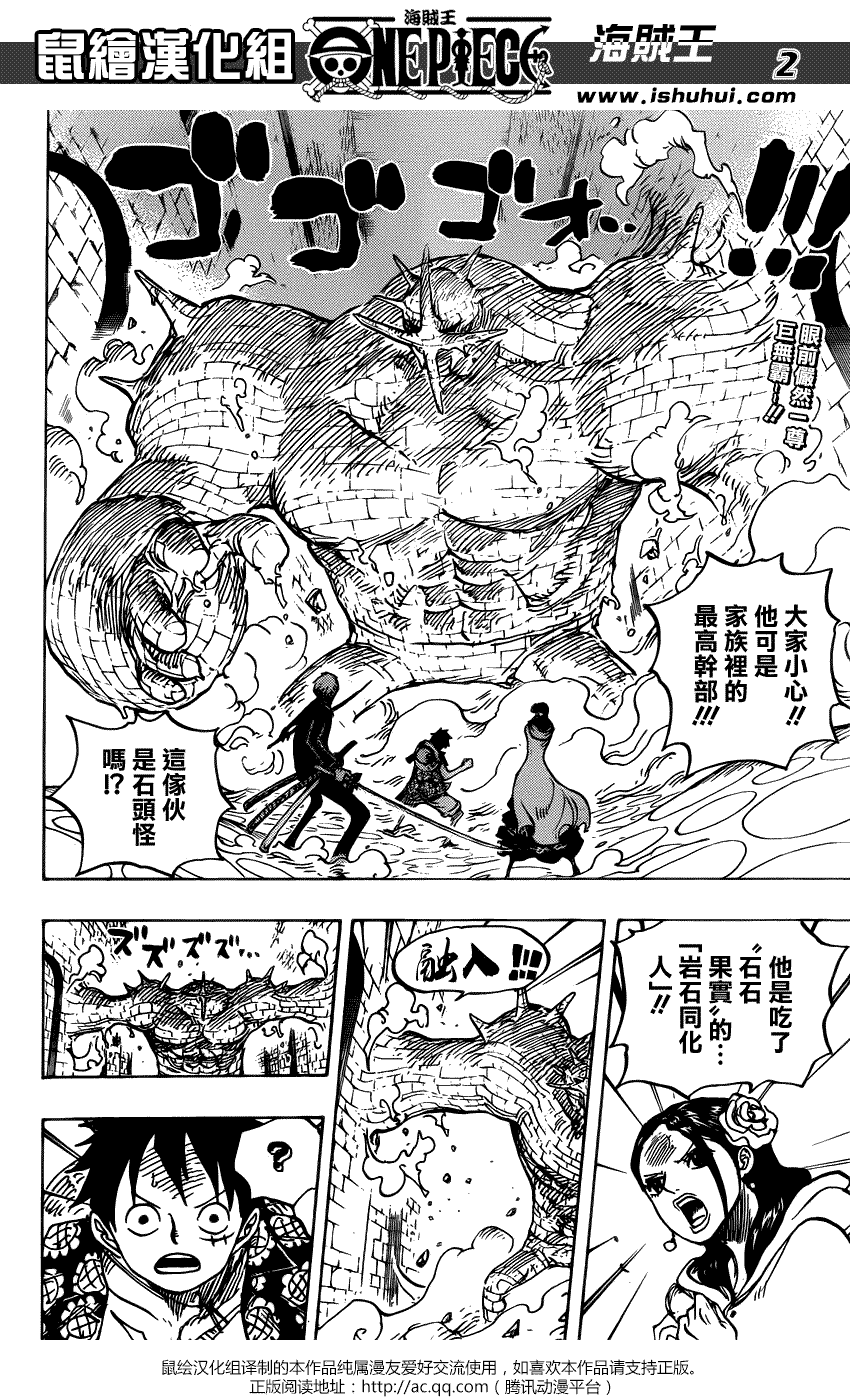 鼠繪漢化組
海賊王
ONE PIECE
海賊王
2
www.ishuhui.com
ゴゴゴゴォ…!!!
眼前儼然一尊
巨無霸…!!
大家小心!!
他可是
家族裡的
最高幹部!!!
這傢伙
是石頭怪
嗎!?
他是吃了
“石石
果實”的…
「岩石同化
人」!!
融入!!!
ズズ。ズズ…
?
鼠绘汉化组译制的本作品纯属漫友爱好交流使用，如喜欢本作品请支持正版。
正版阅读地址：http://ac.qq.com（腾讯动漫平台）